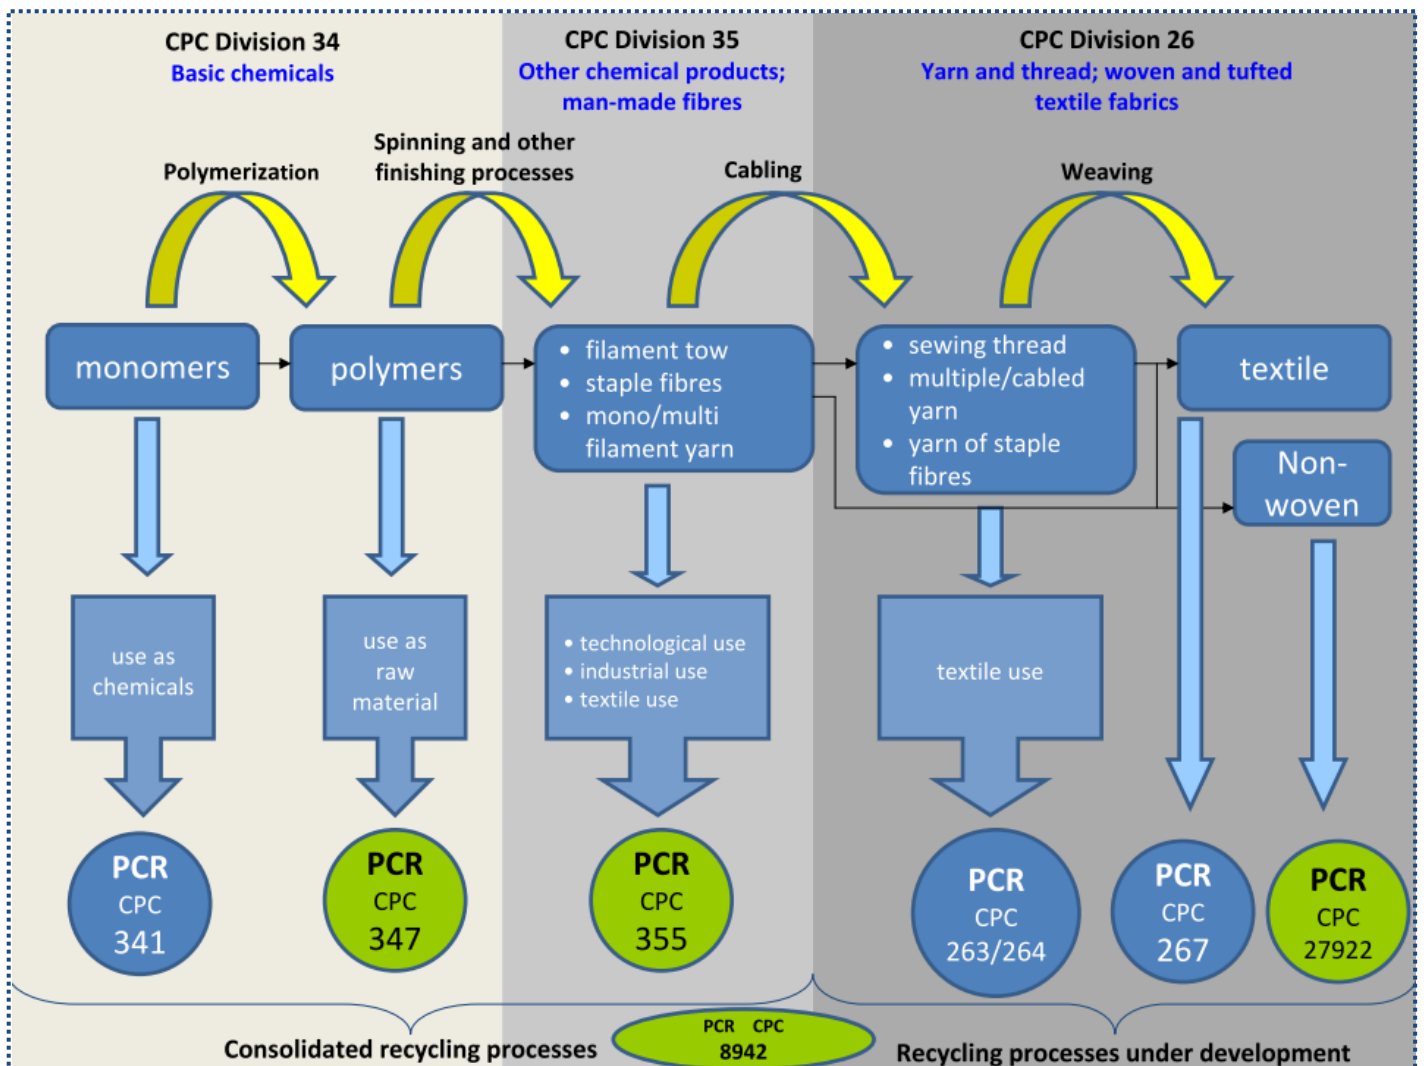 CPC Division 34
Basic chemicals
CPC Division 35
Other chemical products;
man-made fibres
CPC Division 26
Yarn and thread; woven and tufted
textile fabrics
Polymerization
Spinning and other
finishing processes
Cabling
Weaving
monomers
polymers
• filament tow
• staple fibres
• mono/multi
filament yarn
• sewing thread
• multiple/cabled
yarn
• yarn of staple
fibres
textile
Non-
woven
use as
chemicals
use as
raw
material
• technological use
• industrial use
• textile use
textile use
PCR
CPC
341
PCR
CPC
347
PCR
CPC
355
PCR
CPC
263/264
PCR
CPC
267
PCR
CPC
27922
Consolidated recycling processes
PCR CPC
8942
Recycling processes under development